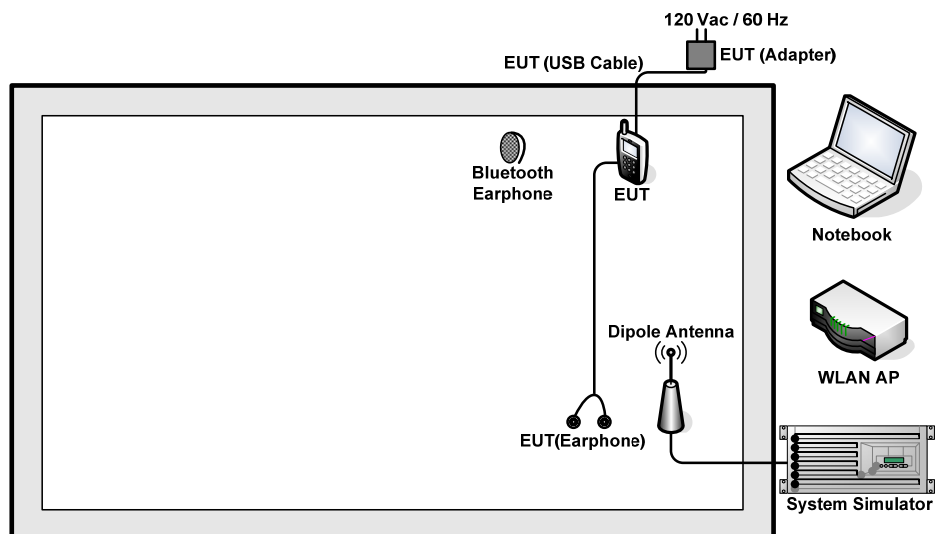 120 Vac / 60 Hz
EUT (USB Cable)
EUT (Adapter)
Bluetooth
Earphone
EUT
Notebook
Dipole Antenna
WLAN AP
EUT(Earphone)
System Simulator